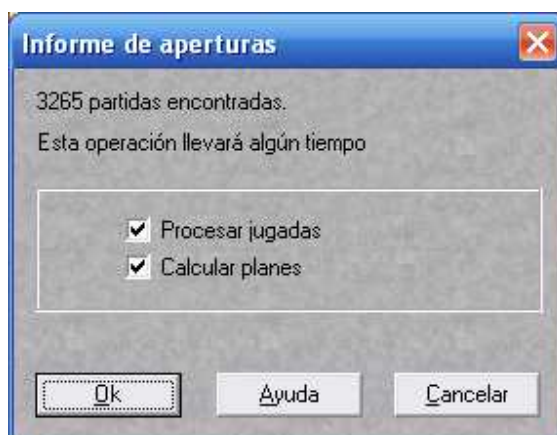 Informe de aperturas
3265 partidas encontradas.
Esta operación llevará algún tiempo
Procesar jugadas
Calcular planes
Ok Ayuda Cancelar